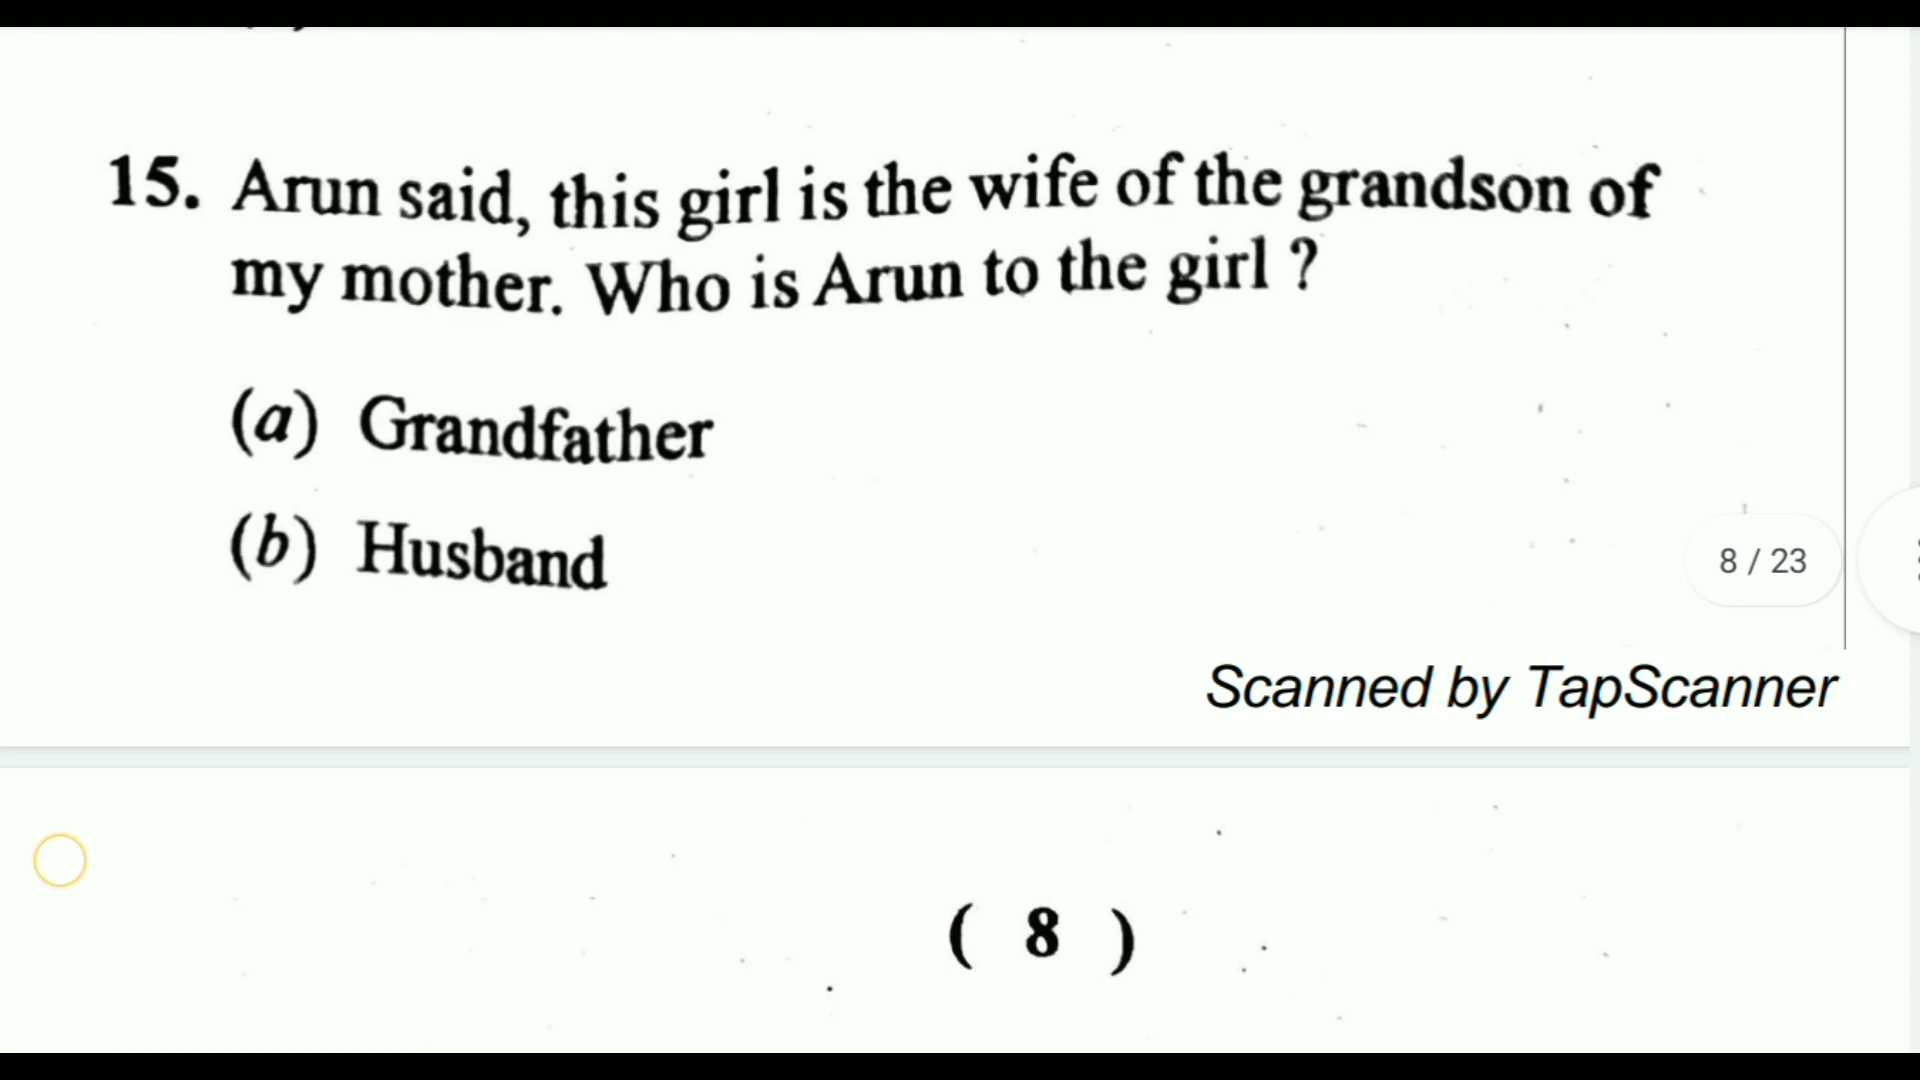 15. Arun said, this girl is the wife of the grandson of
my mother. Who is Arun to the girl ?
(a) Grandfather
(b) Husband
8 / 23
Scanned by TapScanner
( 8 )